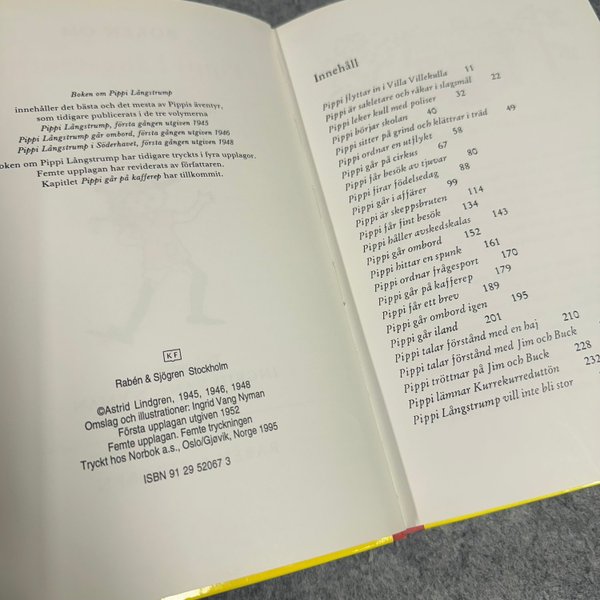 Boken om Pippi Långstrump
innehåller det bästa och det mesta av Pippis äventyr,
som tidigare publicerats i de tre volymerna
Pippi Långstrump, första gången utgiven 1945
Pippi Långstrump går ombord, första gången utgiven 1946
Pippi Långstrump i Söderhavet, första gången utgiven 1948
oken om Pippi Långstrump har tidigare tryckts i fyra upplagor.
Femte upplagan har reviderats av författaren.
Kapitlet Pippi går på kafferep har tillkommit.
KF
Rabén & Sjögren Stockholm
©Astrid Lindgren, 1945, 1946, 1948
Omslag och illustrationer: Ingrid Vang Nyman
Första upplagan utgiven 1952
Femte upplagan. Femte tryckningen
Tryckt hos Norbok a.s., Oslo/Gjøvik, Norge 1995
ISBN 91 29 52067 3
Innehåll
Pippi flyttar in i Villa Villekulla 11
Pippi är sakletare och råkar i slagsmål 22
Pippi leker kull med poliser 32
Pippi börjar skolan 40
Pippi sitter på grind och klättrar i träd 49
Pippi ordnar en utflykt 58
Pippi går på cirkus 67
Pippi får besök av tjuvar 80
Pippi firar födelsedag 88
Pippi går i affärer 99
Pippi är skeppsbruten 114
Pippi får fint besök 134
Pippi håller avskedskalas 143
Pippi går ombord 152
Pippi hittar en spunk 161
Pippi ordnar frågesport 170
Pippi går på kafferep 179
Pippi får ett brev 189
Pippi går ombord igen 195
Pippi går iland 201
Pippi talar förstånd med en haj 210
Pippi talar förstånd med Jim och Buck
Pippi tröttnar på Jim och Buck 228
Pippi lämnar Kurrekurreduttön 232
Pippi Långstrump vill inte bli stor